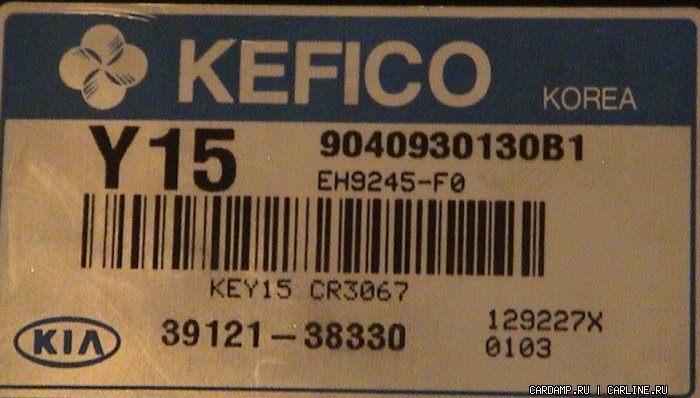 KEFICO
KOREA
Y15
9040930130B1
EH9245-F0
KEY15 CR3067
KIA
39121-38330
129227X
0103
CARDAMP.RU | CARLINE.RU